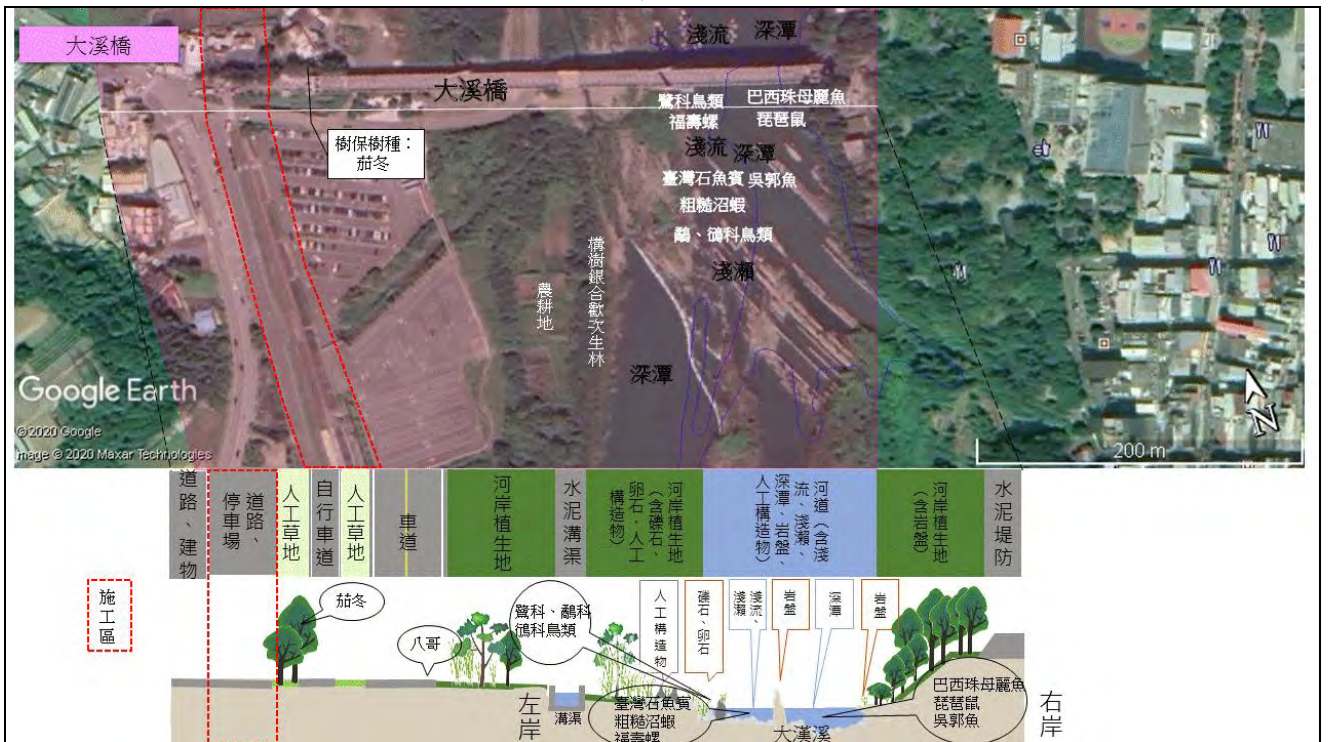 大溪橋
淺流
深潭
大溪橋
樹保樹種：
茄冬
鷺科鳥類
福壽螺
巴西珠母麗魚
琵琶鼠
淺流
深潭
臺灣石魚賓
吳郭魚
粗糙沼蝦
鷸、鴴科鳥類
淺瀨
構樹銀合歡次生林
農耕地
深潭
Google Earth
© 2020 Google
Image © 2020 Maxar Technologies
200 m
N
道路、建物
道路、
停車場
人工草地
自行車道
人工草地
車道
河岸植生地
水泥溝渠
河岸植生地
（含礫石、
卵石、人工
構造物）
河道（含淺
流、淺瀨、
深潭、岩盤、
人工構造物）
河岸植生地
（含岩盤）
水泥堤防
施工區
茄冬
八哥
鷺科、鷸科
鴴科鳥類
人工構造物
礫石、卵石
淺流、
淺瀨
岩盤
深潭
岩盤
左岸
溝渠
臺灣石魚賓
粗糙沼蝦
福壽螺
大漢溪
巴西珠母麗魚
琵琶鼠
吳郭魚
右岸